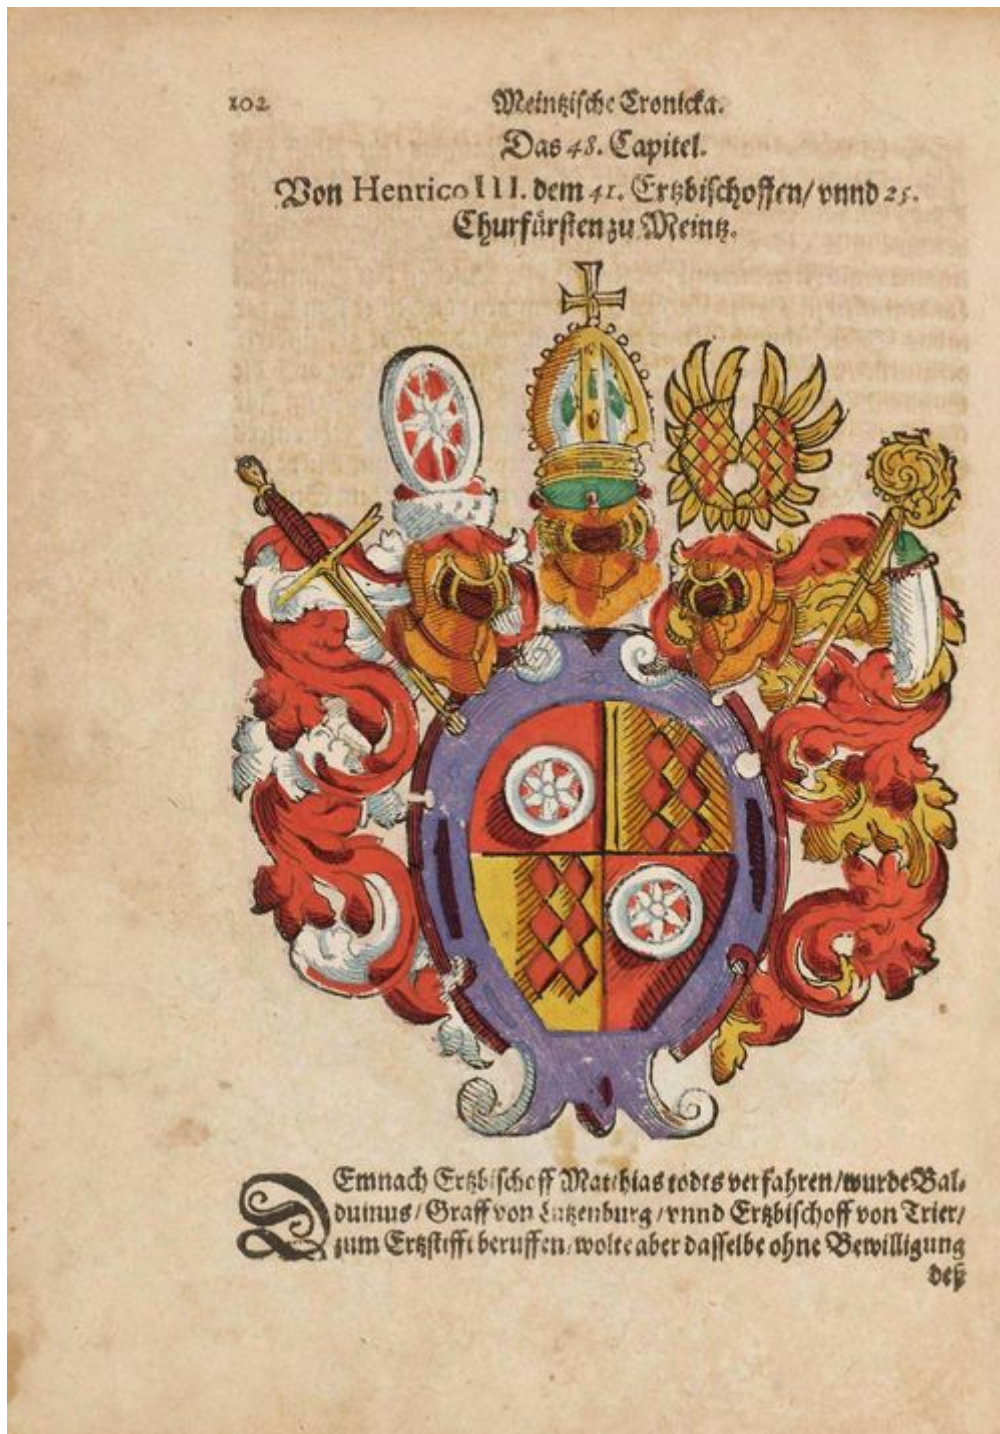 102
Meintzische Cronicka.
Das 48. Capitel.
Von Henrico III. dem 41. Ertzbischoffen/ vnnd 25.
Churfürsten zu Meintz.
DEmnach Ertzbischoff Matthias todts verfahren/ wurde Bal-
duinus/ Graff von Lützenburg/ vnnd Ertzbischoff von Trier/
zum Ertzstifft beruffen/ wolte aber dasselbe ohne Bewilligung
deß